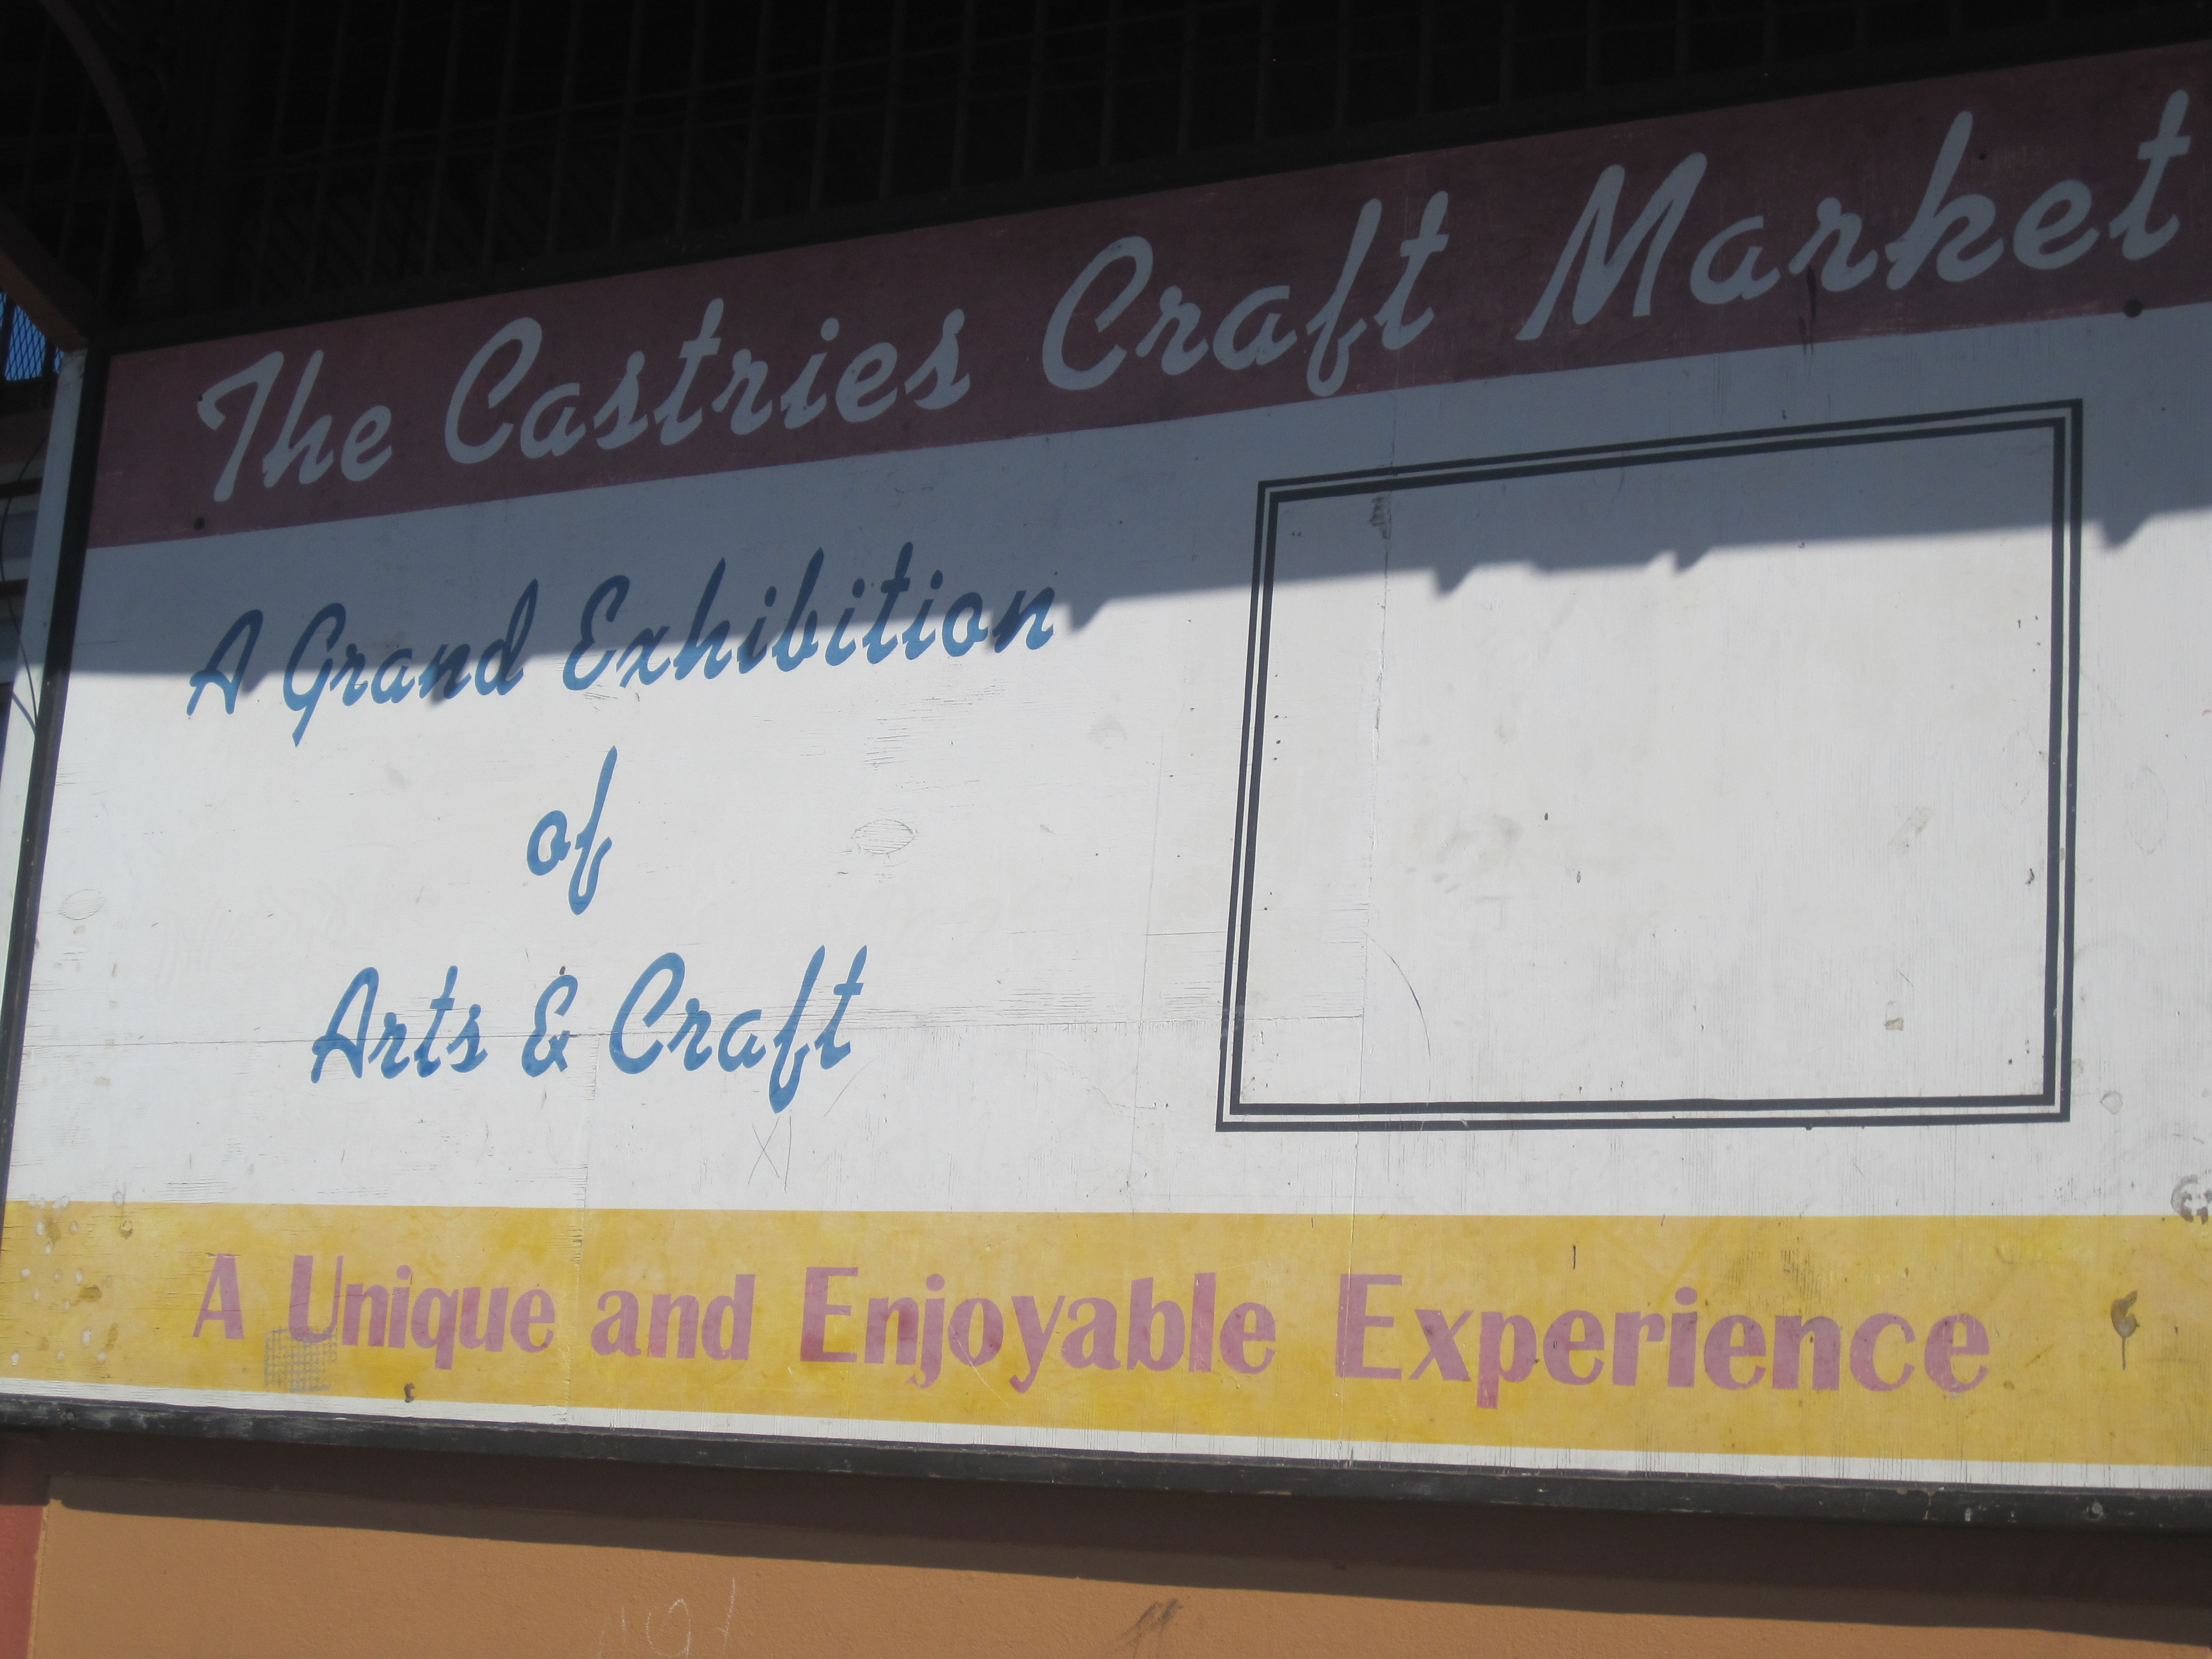 The Castries Craft Market
A Grand Exhibition
of
Arts & Craft
A Unique and Enjoyable Experience